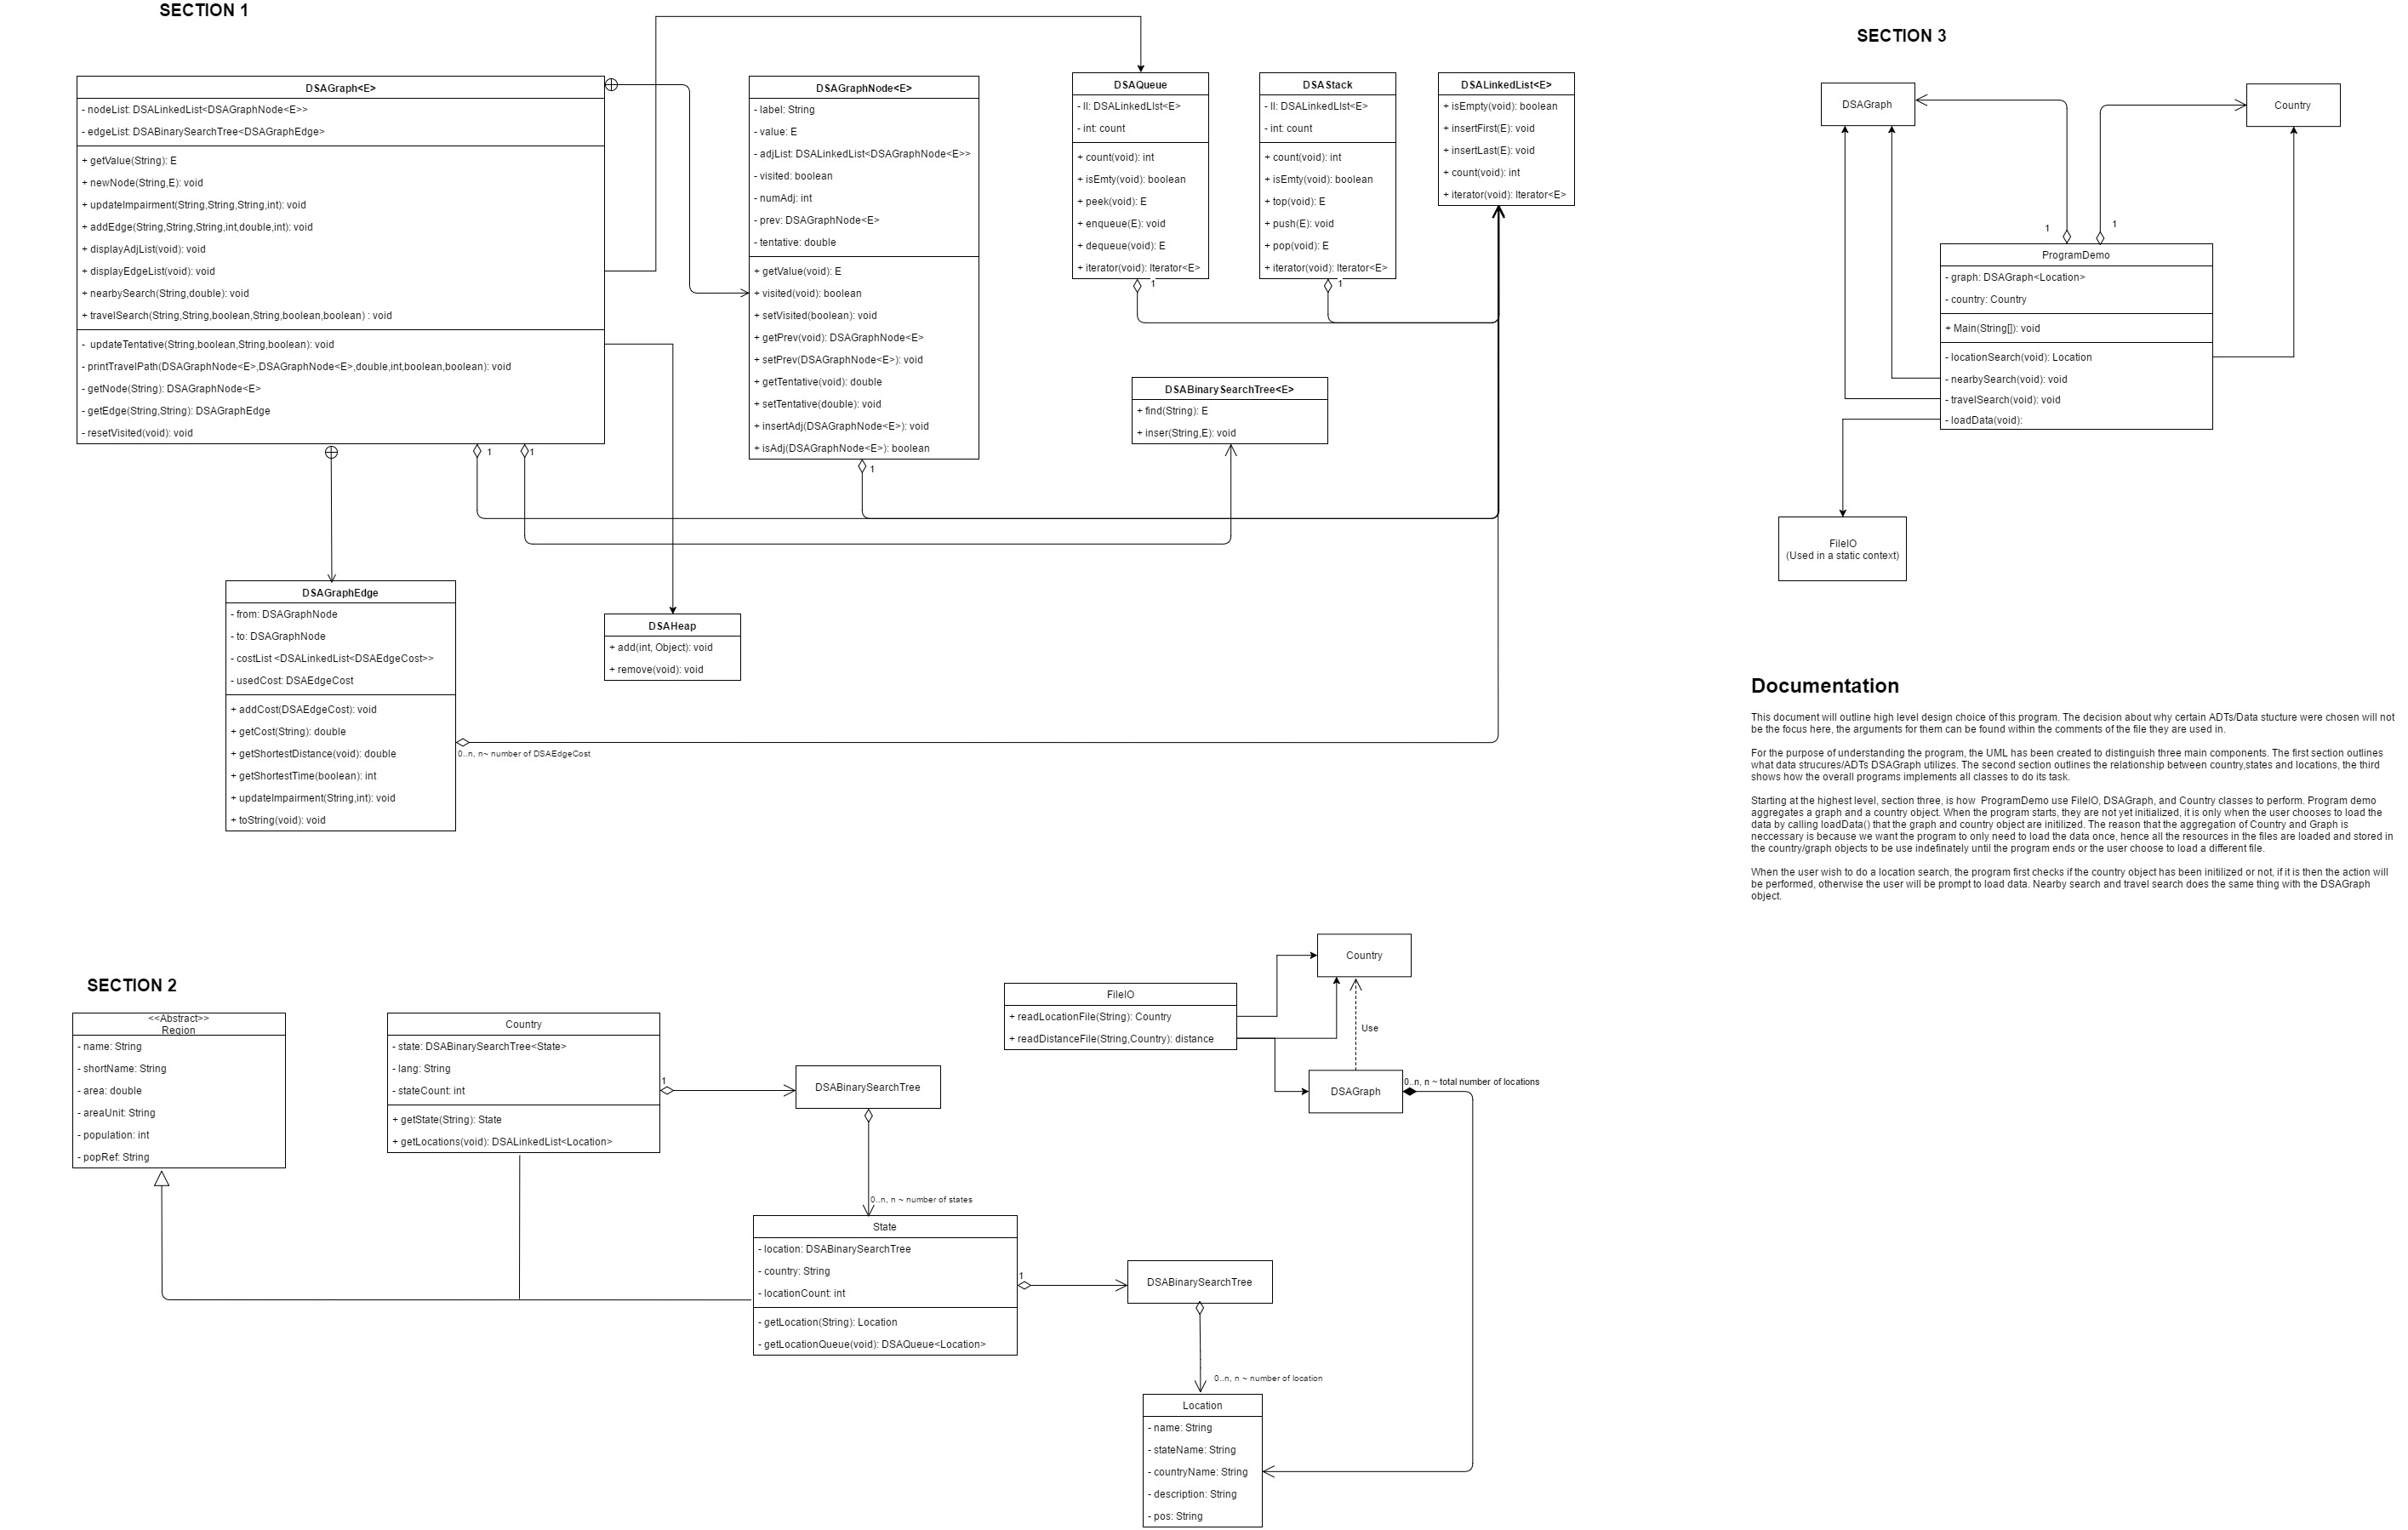 SECTION 1
DSAGraph<E>
- nodeList: DSALinkedList<DSAGraphNode<E>>
- edgeList: DSABinarySearchTree<DSAGraphEdge>
+ getValue(String): E
+ newNode(String,E): void
+ updateImpairment(String,String,String,int): void
+ addEdge(String,String,String,int,double,int): void
+ displayAdjList(void): void
+ displayEdgeList(void): void
+ nearbySearch(String,double): void
+ travelSearch(String,String,boolean,String,boolean,boolean) : void
- updateTentative(String,boolean,String,boolean): void
- printTravelPath(DSAGraphNode<E>,DSAGraphNode<E>,double,int,boolean,boolean): void
- getNode(String): DSAGraphNode<E>
- getEdge(String,String): DSAGraphEdge
- resetVisited(void): void
1
1
DSAGraphNode<E>
- label: String
- value: E
- adjList: DSALinkedList<DSAGraphNode<E>>
- visited: boolean
- numAdj: int
- prev: DSAGraphNode<E>
- tentative: double
+ getValue(void): E
+ visited(void): boolean
+ setVisited(boolean): void
+ getPrev(void): DSAGraphNode<E>
+ setPrev(DSAGraphNode<E>): void
+ getTentative(void): double
+ setTentative(double): void
+ insertAdj(DSAGraphNode<E>): void
+ isAdj(DSAGraphNode<E>): boolean
1
DSAQueue
- ll: DSALinkedLIst<E>
- int: count
+ count(void): int
+ isEmty(void): boolean
+ peek(void): E
+ enqueue(E): void
+ dequeue(void): E
+ iterator(void): Iterator<E>
1
DSAStack
- ll: DSALinkedLIst<E>
- int: count
+ count(void): int
+ isEmty(void): boolean
+ top(void): E
+ push(E): void
+ pop(void): E
+ iterator(void): Iterator<E>
1
DSALinkedList<E>
+ isEmpty(void): boolean
+ insertFirst(E): void
+ insertLast(E): void
+ count(void): int
+ iterator(void): Iterator<E>
DSABinarySearchTree<E>
+ find(String): E
+ inser(String,E): void
DSAGraphEdge
- from: DSAGraphNode
- to: DSAGraphNode
- costList <DSALinkedList<DSAEdgeCost>>
- usedCost: DSAEdgeCost
+ addCost(DSAEdgeCost): void
+ getCost(String): double
+ getShortestDistance(void): double
+ getShortestTime(boolean): int
+ updateImpairment(String,int): void
+ toString(void): void
0..n, n~ number of DSAEdgeCost
DSAHeap
+ add(int, Object): void
+ remove(void): void
SECTION 3
DSAGraph
Country
1
1
ProgramDemo
- graph: DSAGraph<Location>
- country: Country
+ Main(String[]): void
- locationSearch(void): Location
- nearbySearch(void): void
- travelSearch(void): void
- loadData(void):
FileIO
(Used in a static context)
Documentation
This document will outline high level design choice of this program. The decision about why certain ADTs/Data stucture were chosen will not
be the focus here, the arguments for them can be found within the comments of the file they are used in.
For the purpose of understanding the program, the UML has been created to distinguish three main components. The first section outlines
what data strucures/ADTs DSAGraph utilizes. The second section outlines the relationship between country,states and locations, the third
shows how the overall programs implements all classes to do its task.
Starting at the highest level, section three, is how  ProgramDemo use FileIO, DSAGraph, and Country classes to perform. Program demo
aggregates a graph and a country object. When the program starts, they are not yet initialized, it is only when the user chooses to load the
data by calling loadData() that the graph and country object are initilized. The reason that the aggregation of Country and Graph is
neccessary is because we want the program to only need to load the data once, hence all the resources in the files are loaded and stored in
the country/graph objects to be use indefinately until the program ends or the user choose to load a different file.
When the user wish to do a location search, the program first checks if the country object has been initilized or not, if it is then the action will
be performed, otherwise the user will be prompt to load data. Nearby search and travel search does the same thing with the DSAGraph
object.
SECTION 2
<<Abstract>>
Region
- name: String
- shortName: String
- area: double
- areaUnit: String
- population: int
- popRef: String
Country
- state: DSABinarySearchTree<State>
- lang: String
- stateCount: int
+ getState(String): State
+ getLocations(void): DSALinkedList<Location>
1
DSABinarySearchTree
0..n, n ~ number of states
State
- location: DSABinarySearchTree
- country: String
- locationCount: int
- getLocation(String): Location
- getLocationQueue(void): DSAQueue<Location>
1
DSABinarySearchTree
0..n, n ~ number of location
Location
- name: String
- stateName: String
- countryName: String
- description: String
- pos: String
FileIO
+ readLocationFile(String): Country
+ readDistanceFile(String,Country): distance
Country
Use
DSAGraph
0..n, n ~ total number of locations